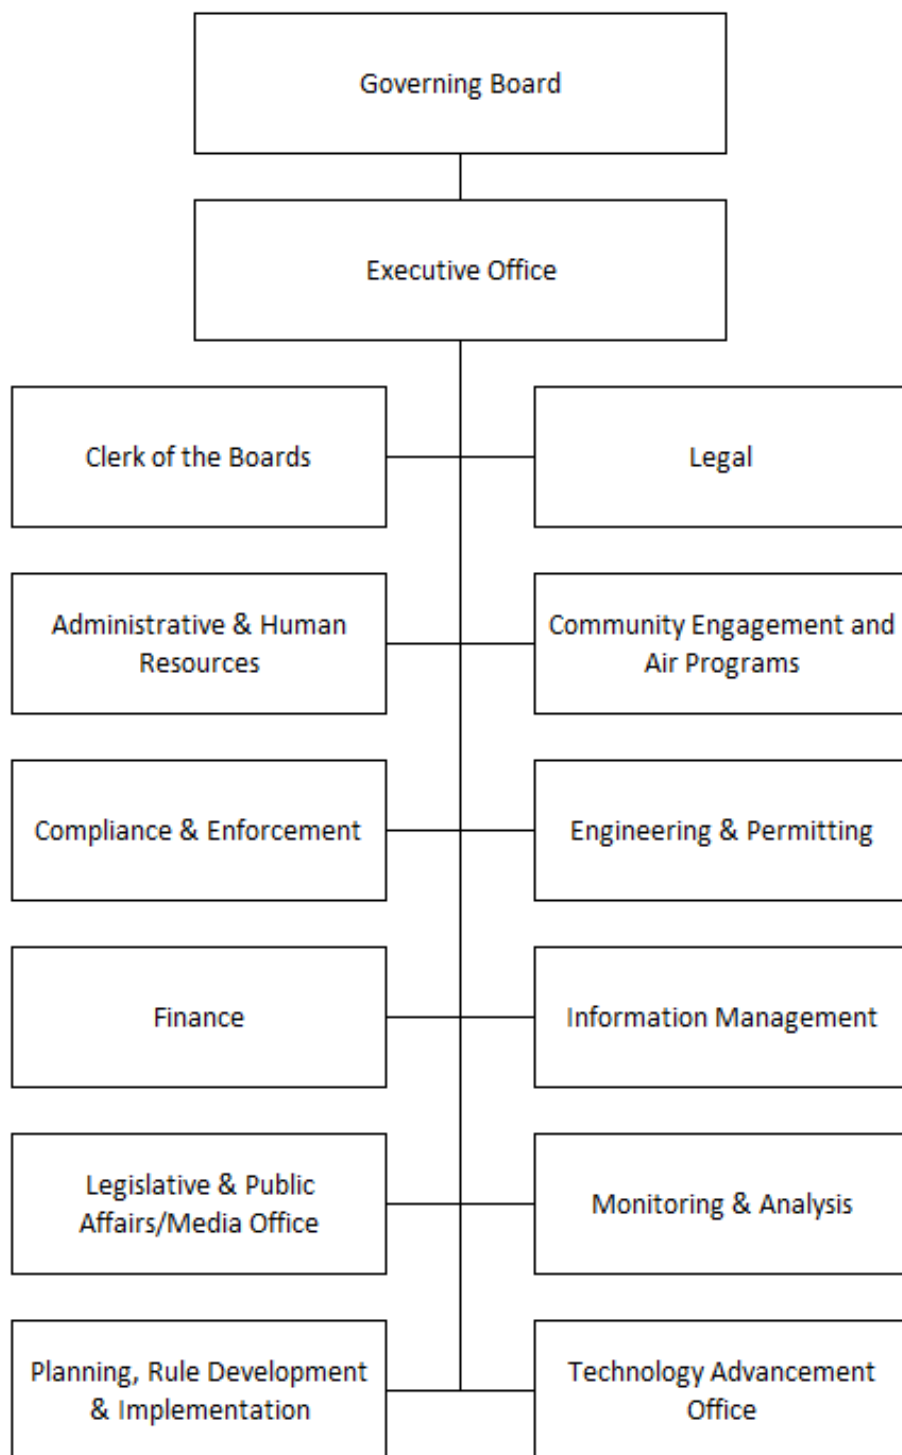 Governing Board
Executive Office
Clerk of the Boards
Legal
Administrative & Human
Resources
Community Engagement and
Air Programs
Compliance & Enforcement
Engineering & Permitting
Finance
Information Management
Legislative & Public
Affairs/Media Office
Monitoring & Analysis
Planning, Rule Development
& Implementation
Technology Advancement
Office